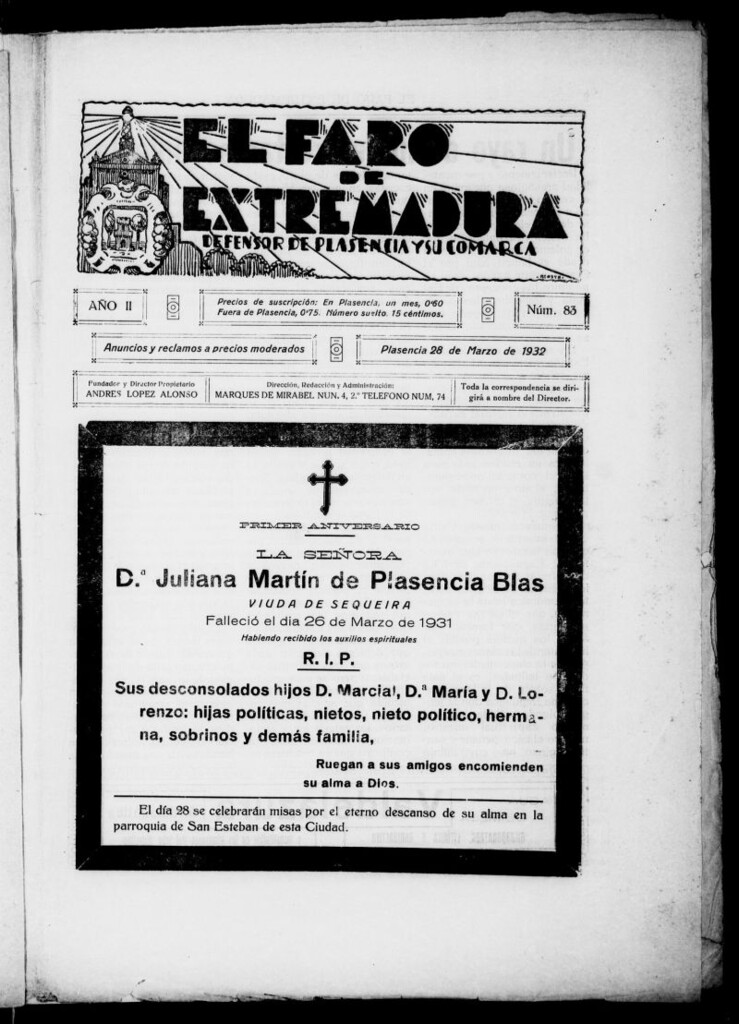 EL FARO
DE
EXTREMADURA
DEFENSOR DE PLASENCIA Y SU COMARCA
AÑO II
Precios de suscripción: En Plasencia, un mes, 0'60
Fuera de Plasencia, 0'75. Número suelto. 15 céntimos.
Núm. 83
Anuncios y reclamos a precios moderados
Plasencia 28 de Marzo de 1932
Fundador y Director Propietario
ANDRES LOPEZ ALONSO
Dirección, Redacción y Administración:
MARQUES DE MIRABEL NUN. 4, 2.º TELEFONO NUM, 74
Toda la correspondencia se diri-
girá a nombre del Director.
PRIMER ANIVERSARIO
LA SEÑORA
D.ª Juliana Martín de Plasencia Blas
VIUDA DE SEQUEIRA
Falleció el dia 26 de Marzo de 1931
Habiendo recibido los auxilios espirituales
R. I. P.
Sus desconsolados hijos D. Marcial, D.ª María y D. Lo-
renzo: hijas políticas, nietos, nieto político, herma-
na, sobrinos y demás familia,
Ruegan a sus amigos encomienden
su alma a Dios.
El día 28 se celebrarán misas por el eterno descanso de su alma en la
parroquia de San Esteban de esta Ciudad.